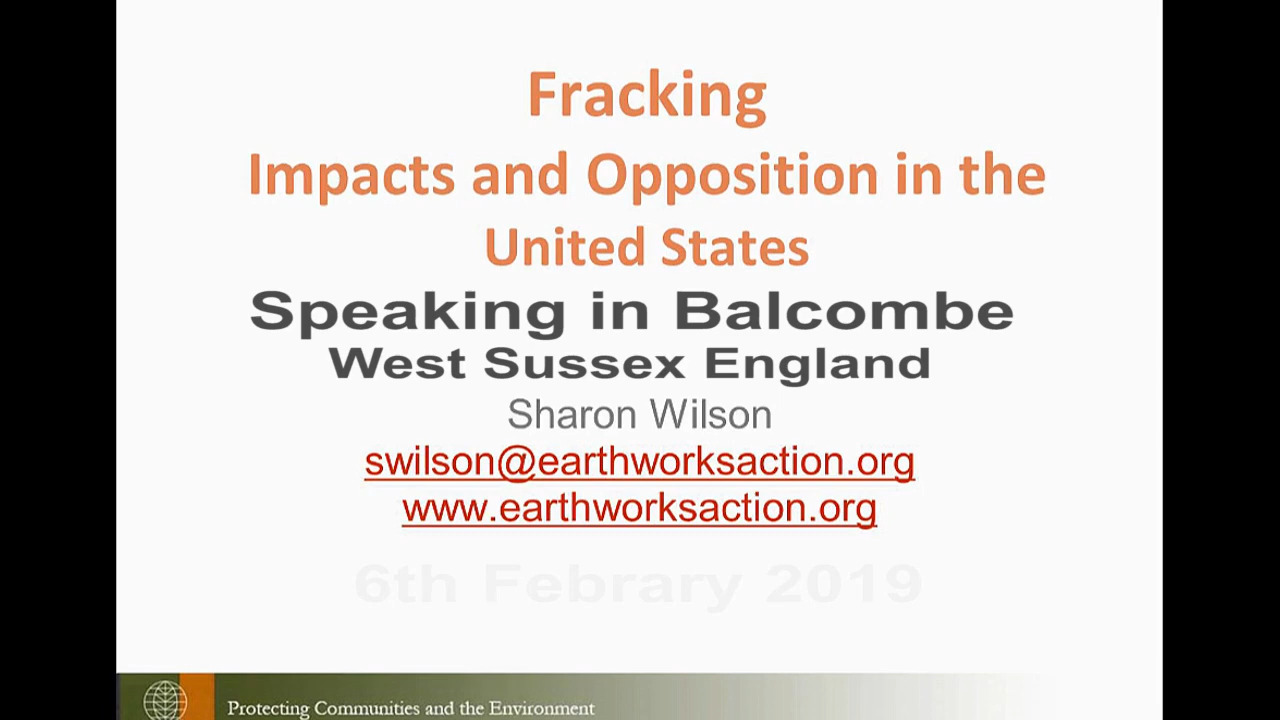 Fracking
Impacts and Opposition in the
United States
Speaking in Balcombe
West Sussex England
Sharon Wilson
swilson@earthworksaction.org
www.earthworksaction.org
6th Febrary 2019
Protecting Communities and the Environment